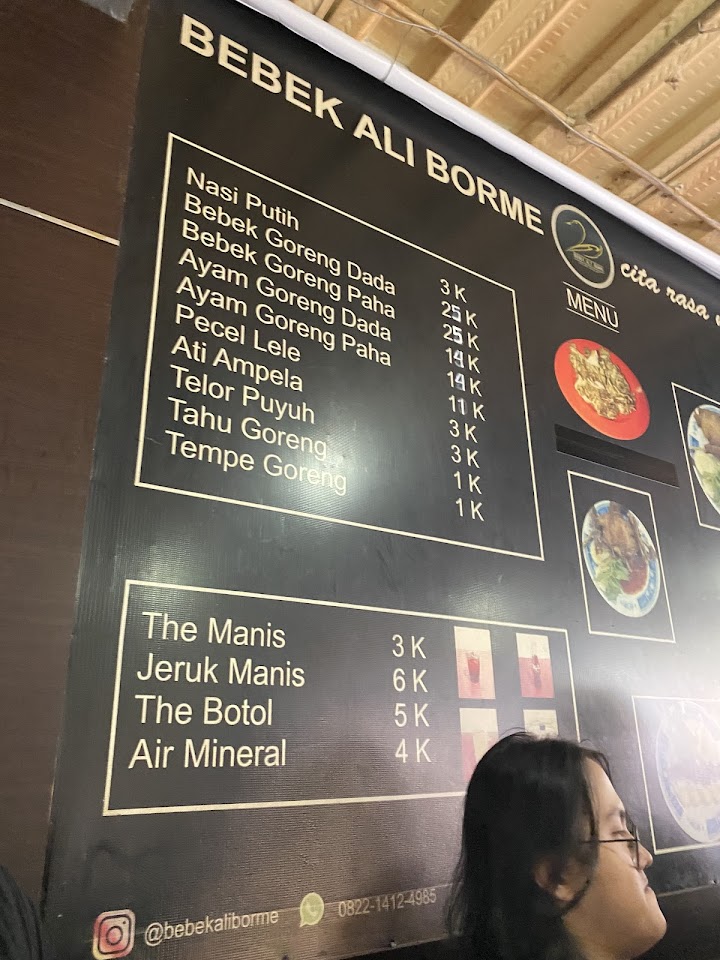 BEBEK ALI BORME
cita rasa
MENU
Nasi Putih 3 K
Bebek Goreng Dada 25 K
Bebek Goreng Paha 25 K
Ayam Goreng Dada 14 K
Ayam Goreng Paha 14 K
Pecel Lele 11 K
Ati Ampela 3 K
Telor Puyuh 3 K
Tahu Goreng 1 K
Tempe Goreng 1 K
The Manis 3 K
Jeruk Manis 6 K
The Botol 5 K
Air Mineral 4 K
@bebekaliborme 0822-1412-4985